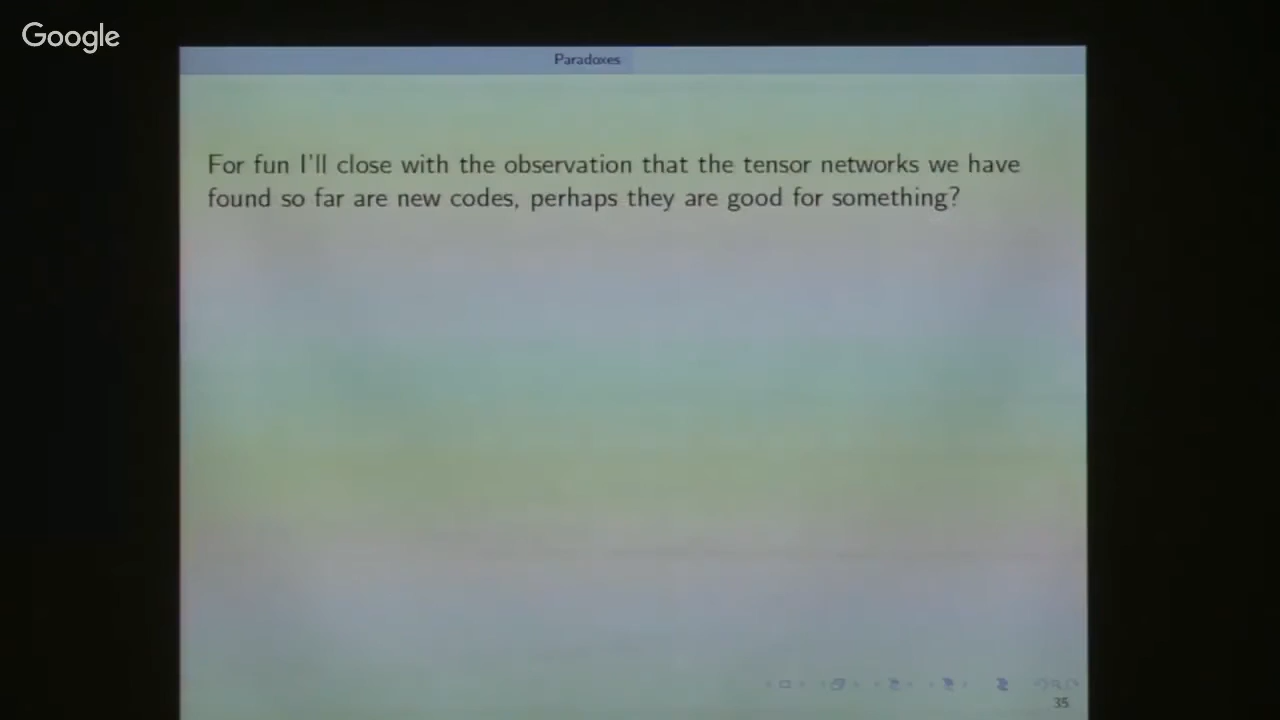 Google
Paradoxes
For fun I'll close with the observation that the tensor networks we have
found so far are new codes, perhaps they are good for something?
35